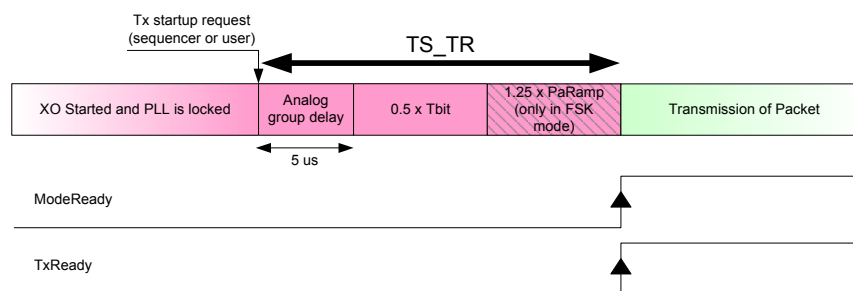 Tx startup request
(sequencer or user)
TS_TR
XO Started and PLL is locked
Analog
group delay
0.5 x Tbit
1.25 x PaRamp
(only in FSK
mode)
Transmission of Packet
5 us
ModeReady
TxReady